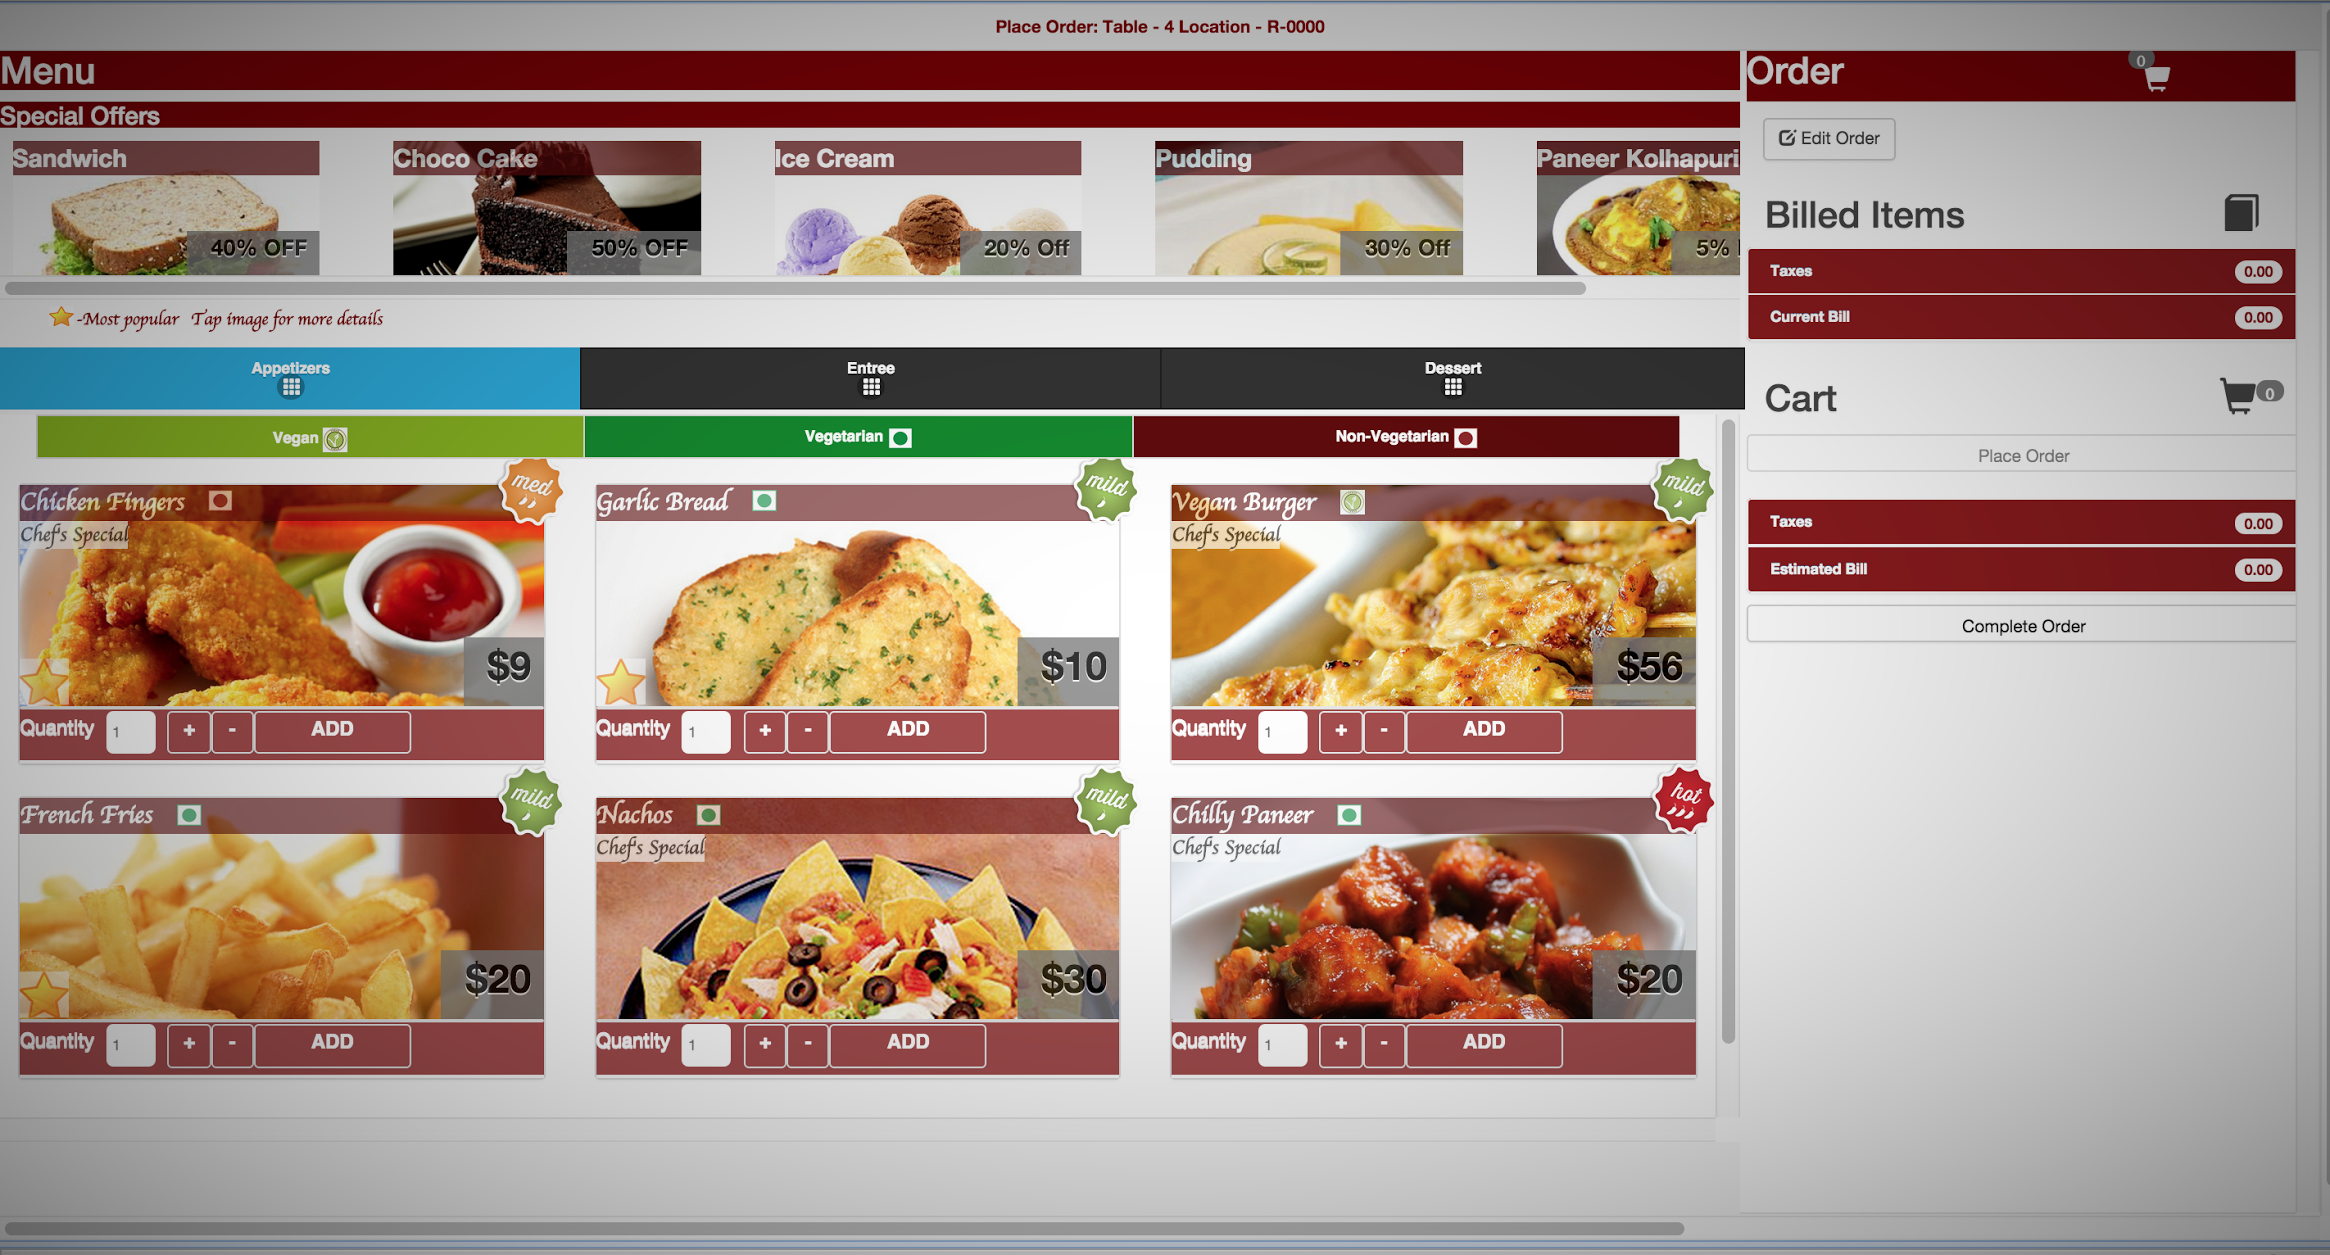 Place Order: Table - 4 Location - R-0000
Menu
Special Offers
Sandwich
40% OFF
Choco Cake
50% OFF
Ice Cream
20% Off
Pudding
30% Off
Paneer Kolhapuri
5%
-Most popular Tap image for more details
Appetizers
Entree
Dessert
Vegan
Vegetarian
Non-Vegetarian
Chicken Fingers
med
Chef's Special
$9
Quantity 1 + - ADD
Garlic Bread
mild
$10
Quantity 1 + - ADD
Vegan Burger
mild
Chef's Special
$56
Quantity 1 + - ADD
French Fries
mild
$20
Quantity 1 + - ADD
Nachos
mild
Chef's Special
$30
Quantity 1 + - ADD
Chilly Paneer
hot
Chef's Special
$20
Quantity 1 + - ADD
Order
0
Edit Order
Billed Items
Taxes 0.00
Current Bill 0.00
Cart 0
Place Order
Taxes 0.00
Estimated Bill 0.00
Complete Order